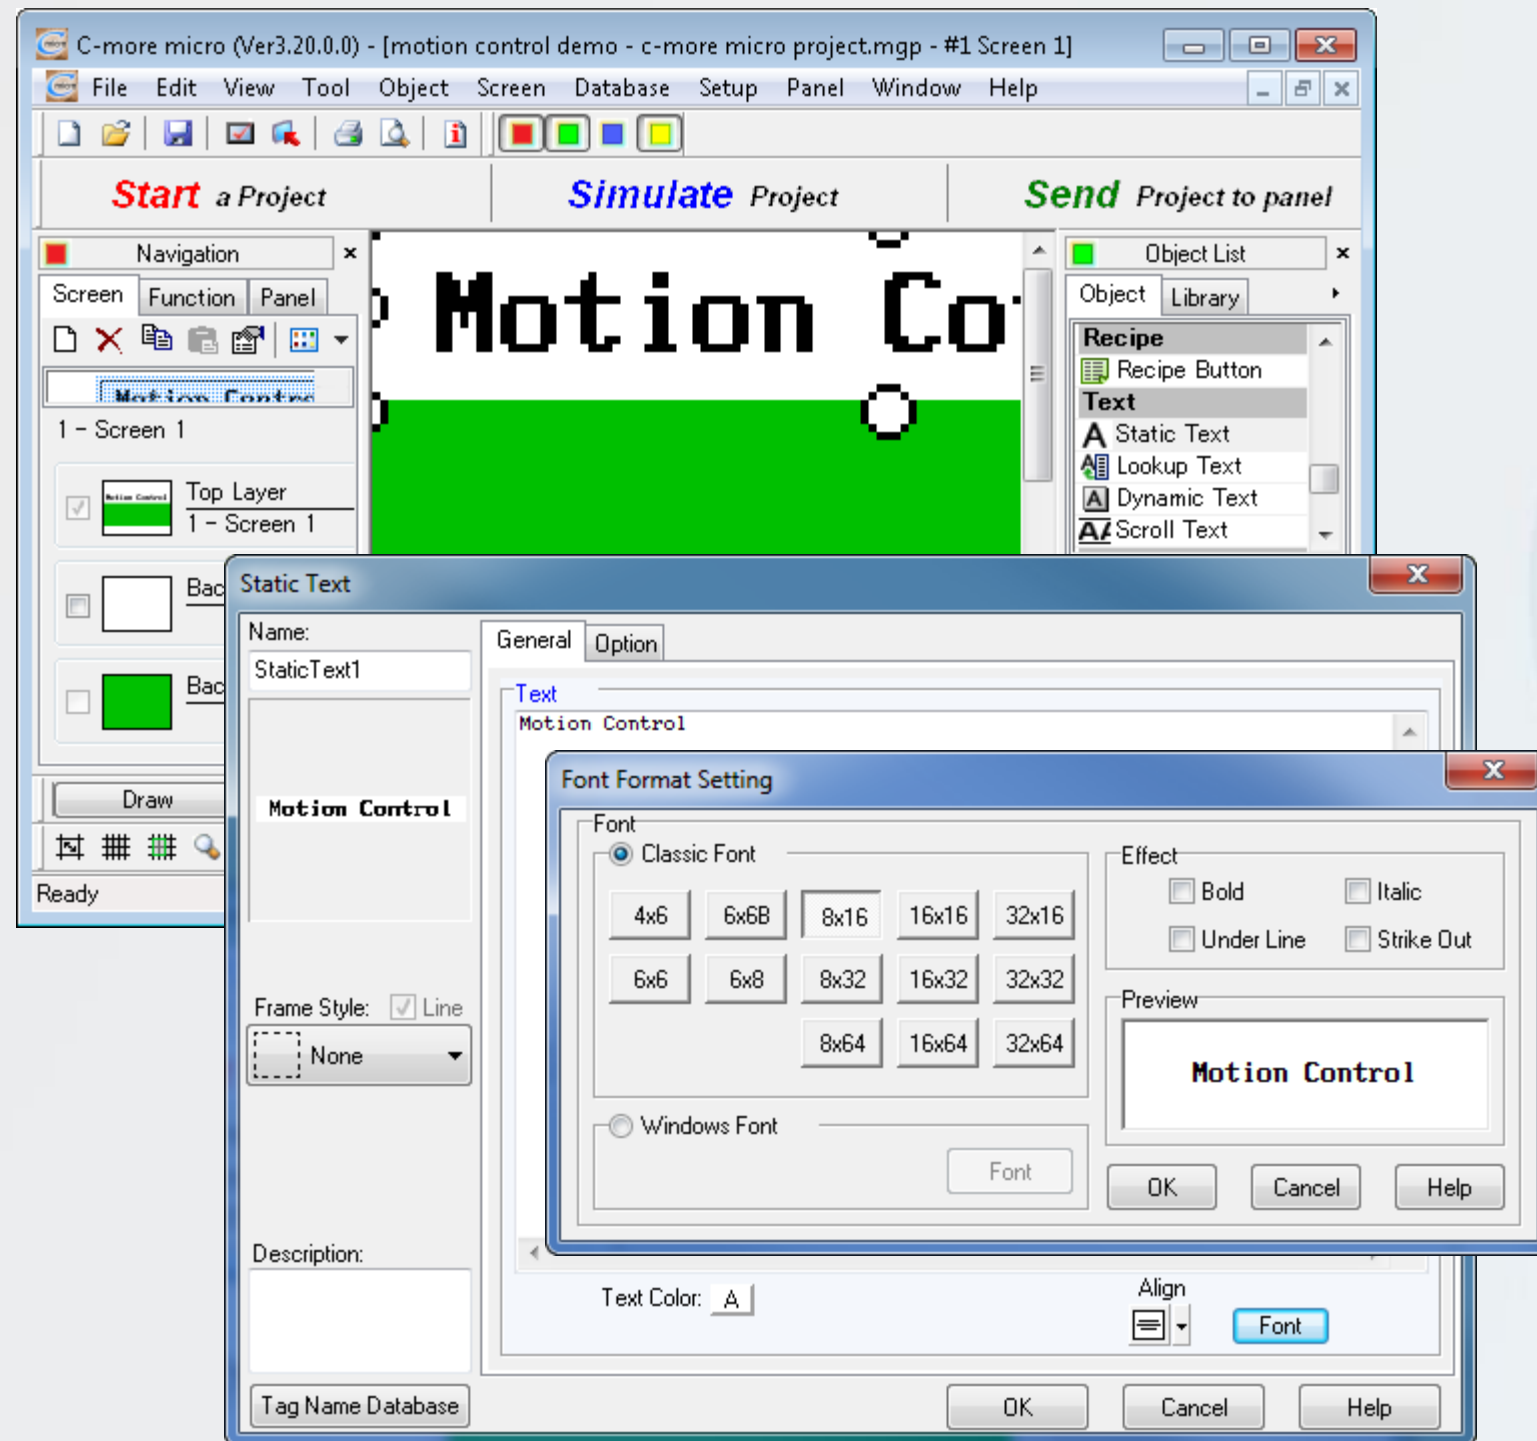 C-more micro (Ver3.20.0.0) - [motion control demo - c-more micro project.mgp - #1 Screen 1]
File Edit View Tool Object Screen Database Setup Panel Window Help
Start a Project Simulate Project Send Project to panel
Navigation
Screen Function Panel
Motion Contro
1 - Screen 1
Motion Control
Top Layer
1 - Screen 1
Bac
Bac
Draw
Ready
Motion Co
Object List
Object Library
Recipe
Recipe Button
Text
A Static Text
Lookup Text
A Dynamic Text
Scroll Text
Static Text
Name:
StaticText1
Motion Control
Frame Style: Line
None
Description:
Tag Name Database
General Option
Text
Motion Control
Font Format Setting
Font
Classic Font
4x6 6x6B 8x16 16x16 32x16
6x6 6x8 8x32 16x32 32x32
8x64 16x64 32x64
Windows Font
Font
Effect
Bold Italic
Under Line Strike Out
Preview
Motion Control
OK Cancel Help
Text Color: A
Align
Font
OK Cancel Help